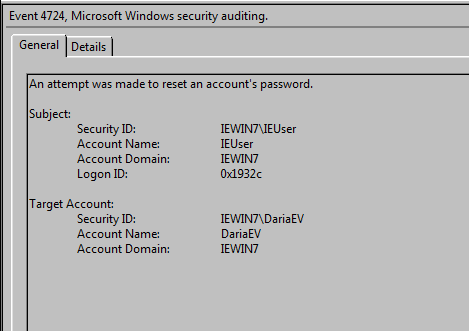 Event 4724, Microsoft Windows security auditing.
General Details
An attempt was made to reset an account's password.
Subject:
Security ID: IEWIN7\IEUser
Account Name: IEUser
Account Domain: IEWIN7
Logon ID: 0x1932c
Target Account:
Security ID: IEWIN7\DariaEV
Account Name: DariaEV
Account Domain: IEWIN7